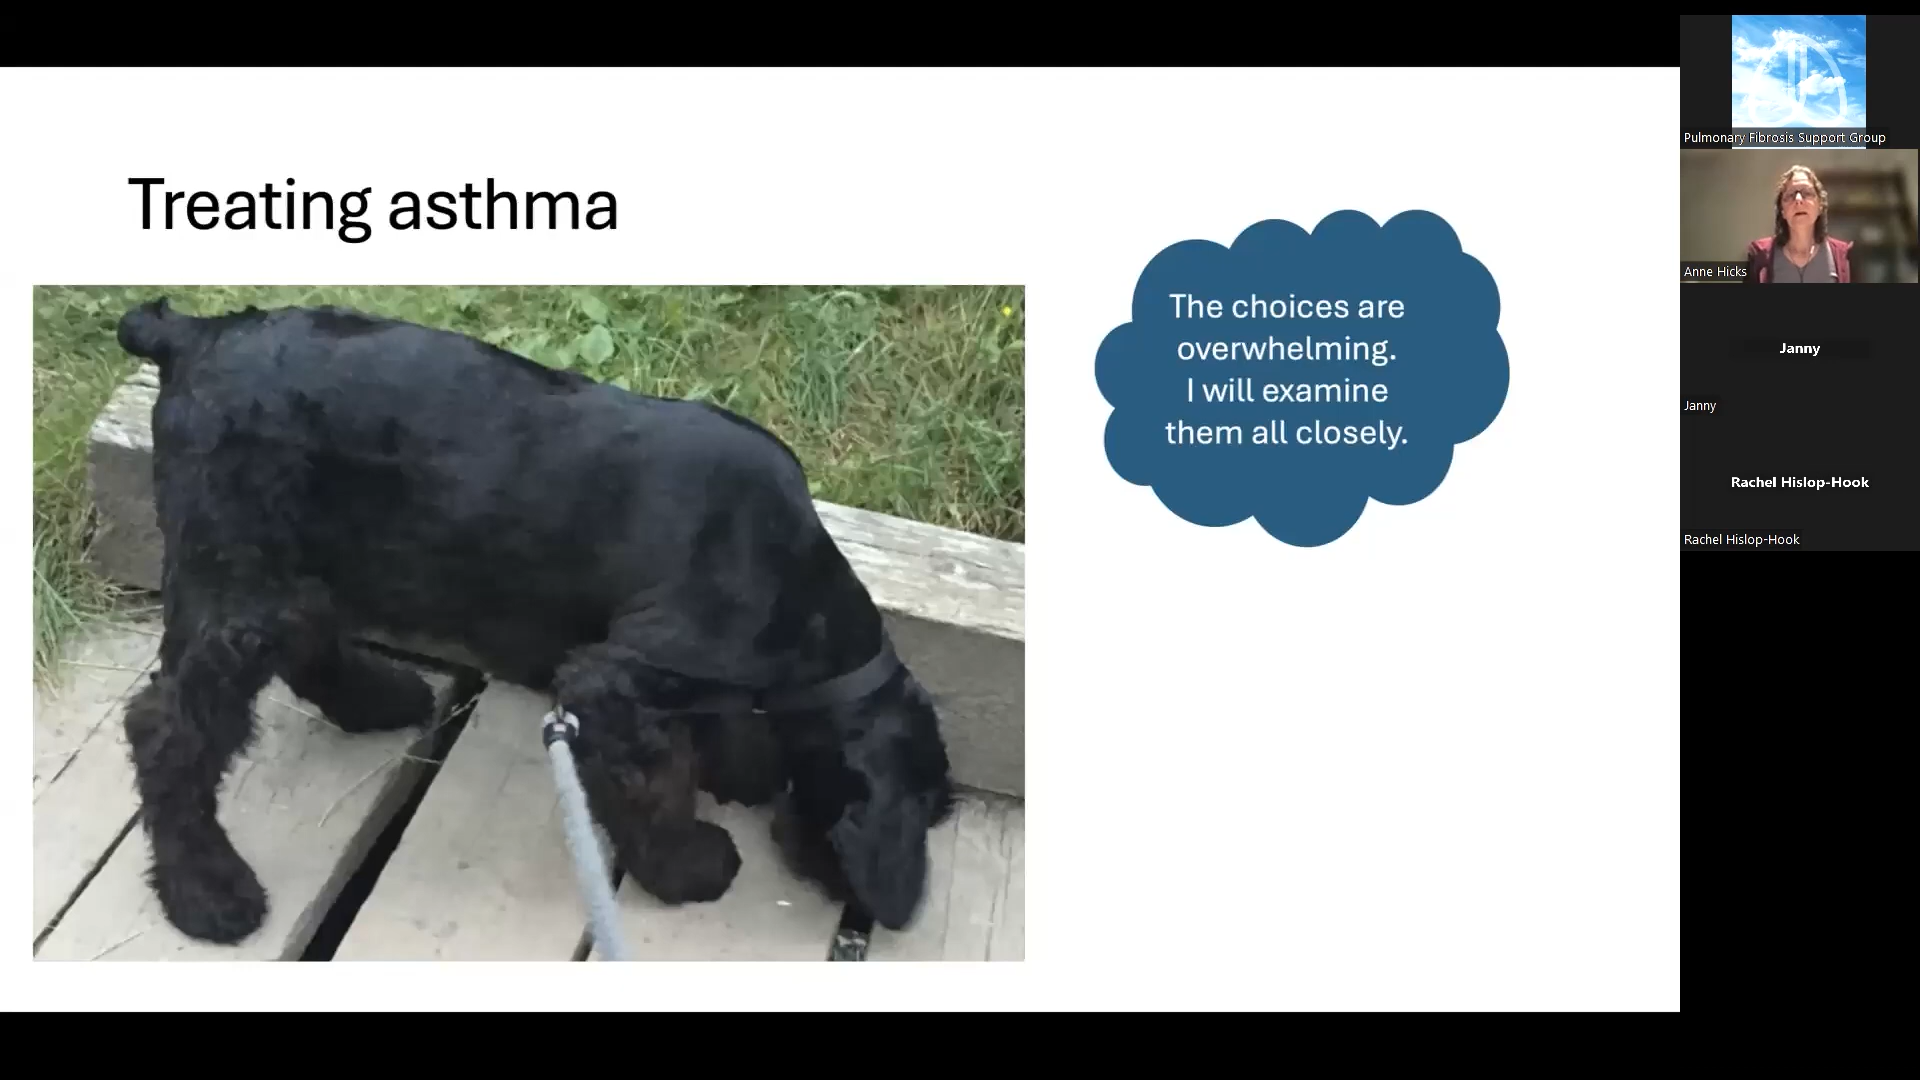 Treating asthma
The choices are
overwhelming.
I will examine
them all closely.
Pulmonary Fibrosis Support Group
Anne Hicks
Janny
Janny
Rachel Hislop-Hook
Rachel Hislop-Hook